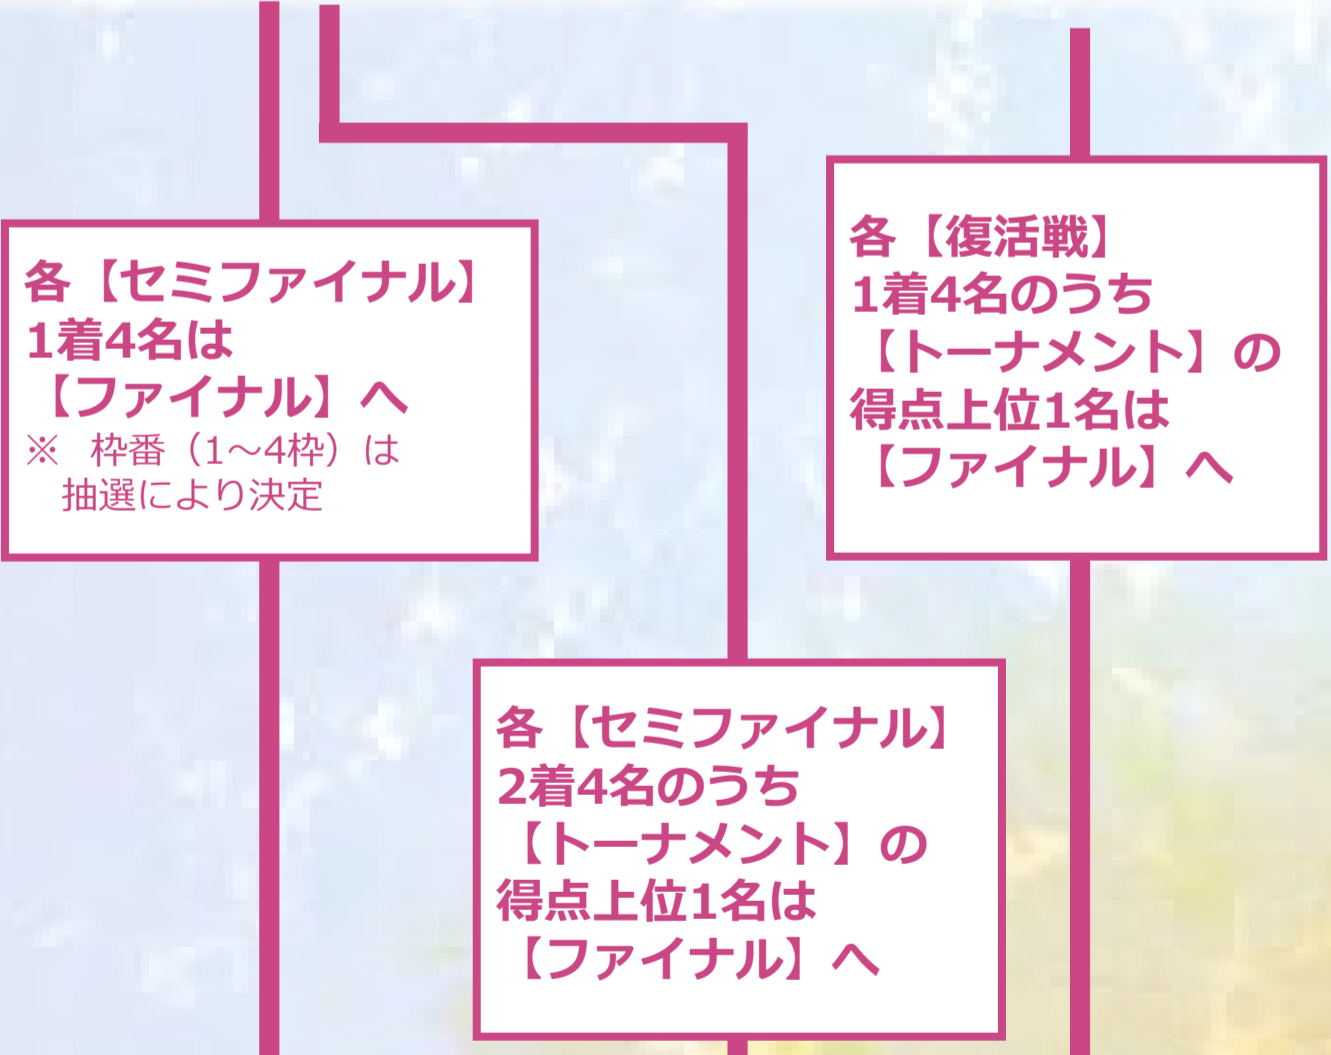 各【セミファイナル】
1着4名は
【ファイナル】へ
※ 枠番（1～4枠）は
抽選により決定
各【復活戦】
1着4名のうち
【トーナメント】の
得点上位1名は
【ファイナル】へ
各【セミファイナル】
2着4名のうち
【トーナメント】の
得点上位1名は
【ファイナル】へ